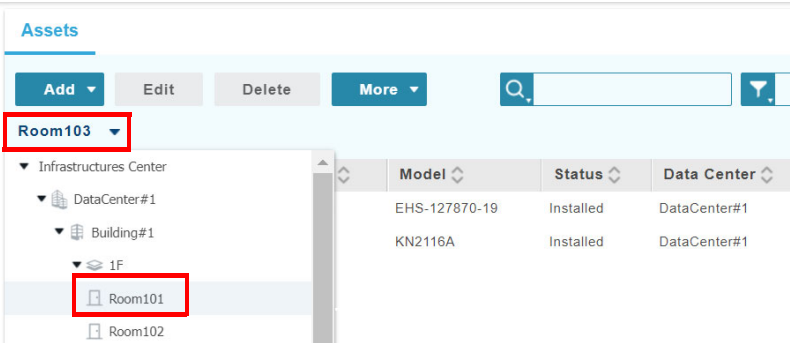 Assets
Add Edit Delete More
Room103
Infrastructures Center
Model Status Data Center
DataCenter#1
EHS-127870-19 Installed DataCenter#1
Building#1
KN2116A Installed DataCenter#1
1F
Room101
Room102